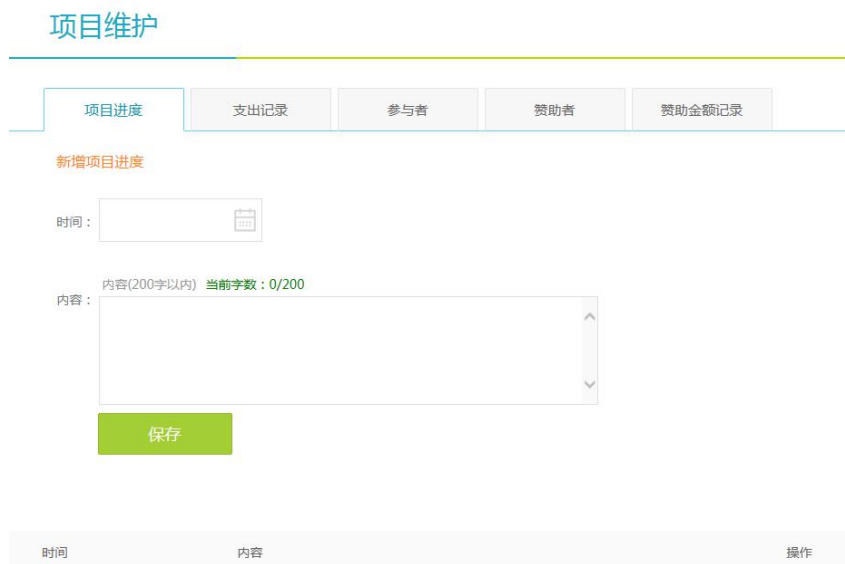 项目维护
项目进度 支出记录 参与者 赞助者 赞助金额记录
新增项目进度
时间：
内容(200字以内) 当前字数：0/200
内容：
保存
时间 内容 操作